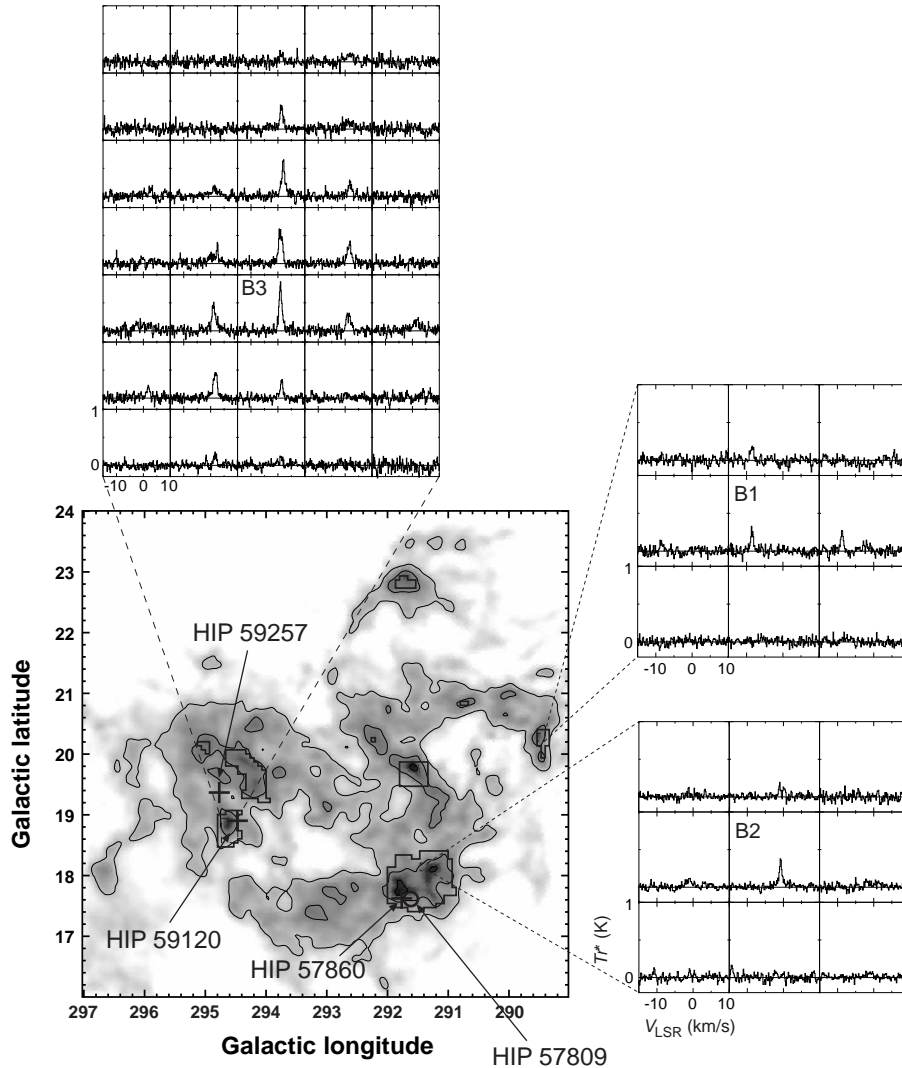 B3
1
0
-10 0 10
B1
1
0
-10 0 10
B2
1
0
Tr* (K)
-10 0 10
VLSR (km/s)
24
23
22
21
20
19
18
17
Galactic latitude
HIP 59257
HIP 59120
HIP 57860
HIP 57809
297 296 295 294 293 292 291 290
Galactic longitude